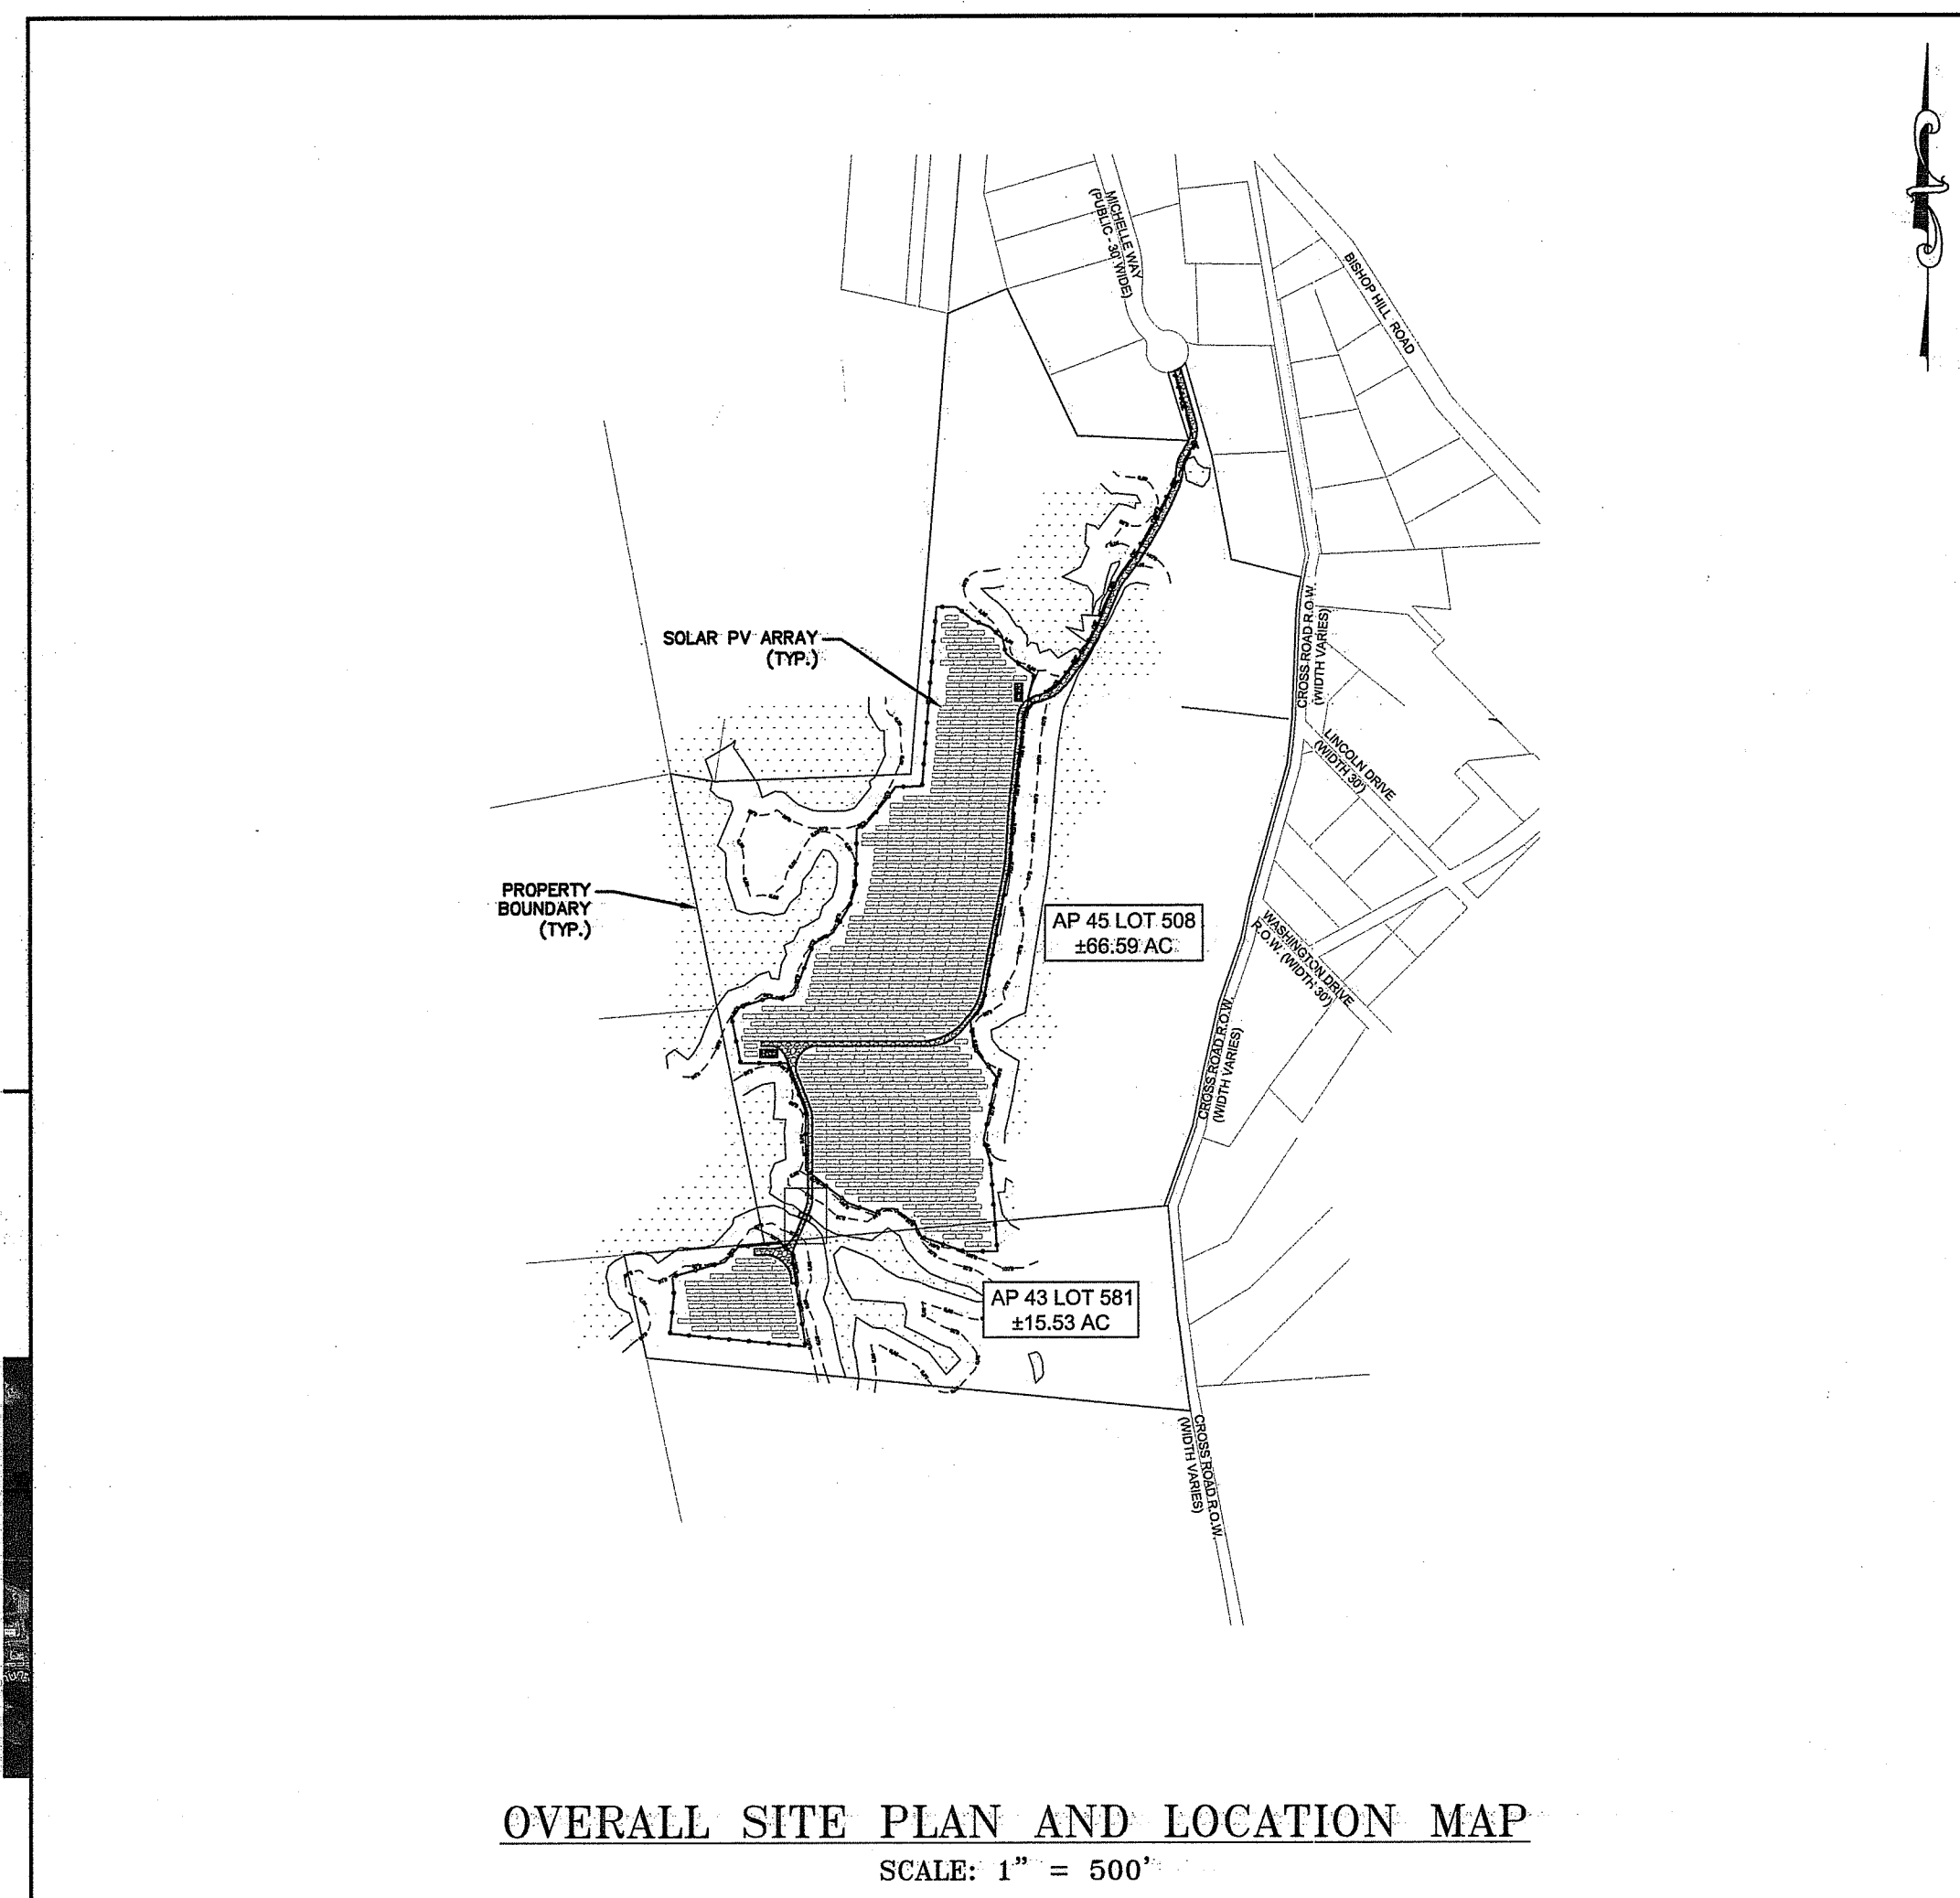 MICHELLE WAY
(PUBLIC - 30' WIDE)
BISHOP HILL ROAD
SOLAR PV ARRAY
(TYP.)
CROSS ROAD R.O.W.
(WIDTH VARIES)
LINCOLN DRIVE
(WIDTH 30')
PROPERTY
BOUNDARY
(TYP.)
AP 45 LOT 508
±66.59 AC
WASHINGTON DRIVE
R.O.W. (WIDTH 30')
CROSS ROAD R.O.W.
(WIDTH VARIES)
AP 43 LOT 581
±15.53 AC
CROSS ROAD R.O.W.
(WIDTH VARIES)
OVERALL SITE PLAN AND LOCATION MAP
SCALE: 1" = 500'